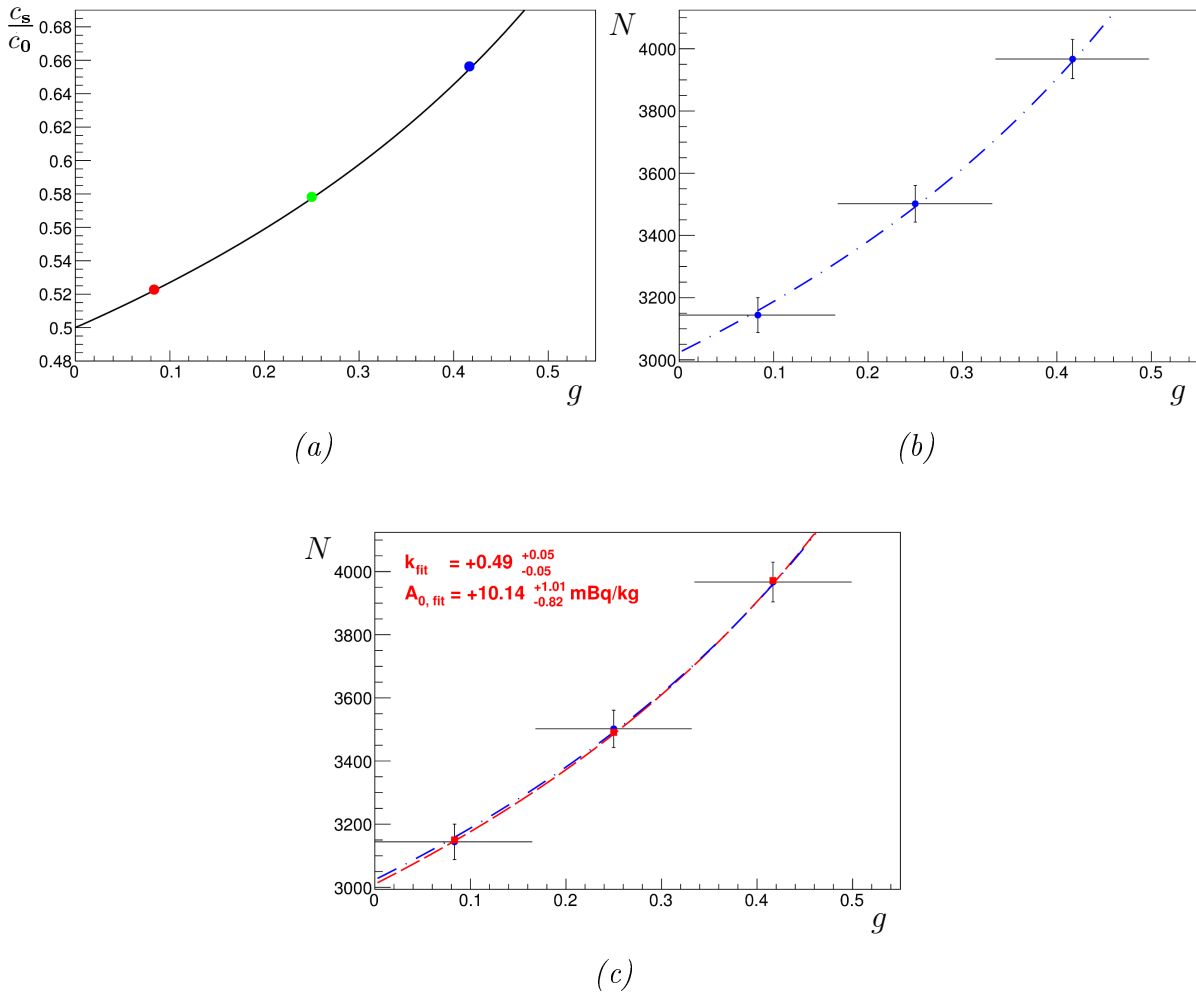 c_s/c_0
0.68
0.66
0.64
0.62
0.6
0.58
0.56
0.54
0.52
0.5
0.48
0 0.1 0.2 0.3 0.4 0.5
g
(a)
N
4000
3800
3600
3400
3200
3000
0 0.1 0.2 0.3 0.4 0.5
g
(b)
N
k_fit = +0.49 +0.05 -0.05
A_0, fit = +10.14 +1.01 -0.82 mBq/kg
4000
3800
3600
3400
3200
3000
0 0.1 0.2 0.3 0.4 0.5
g
(c)